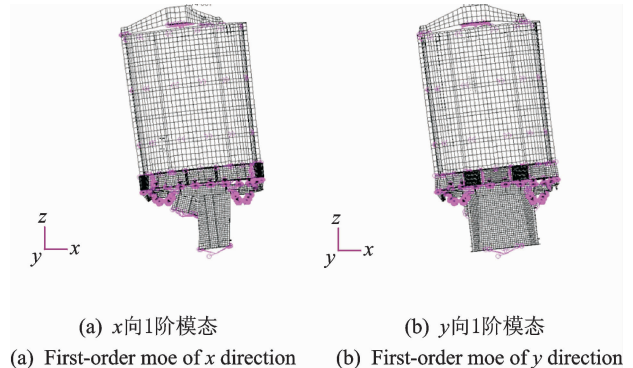 z
y
x
z
y
x
(a) x向1阶模态
(b) y向1阶模态
(a) First-order moe of x direction
(b) First-order moe of y direction